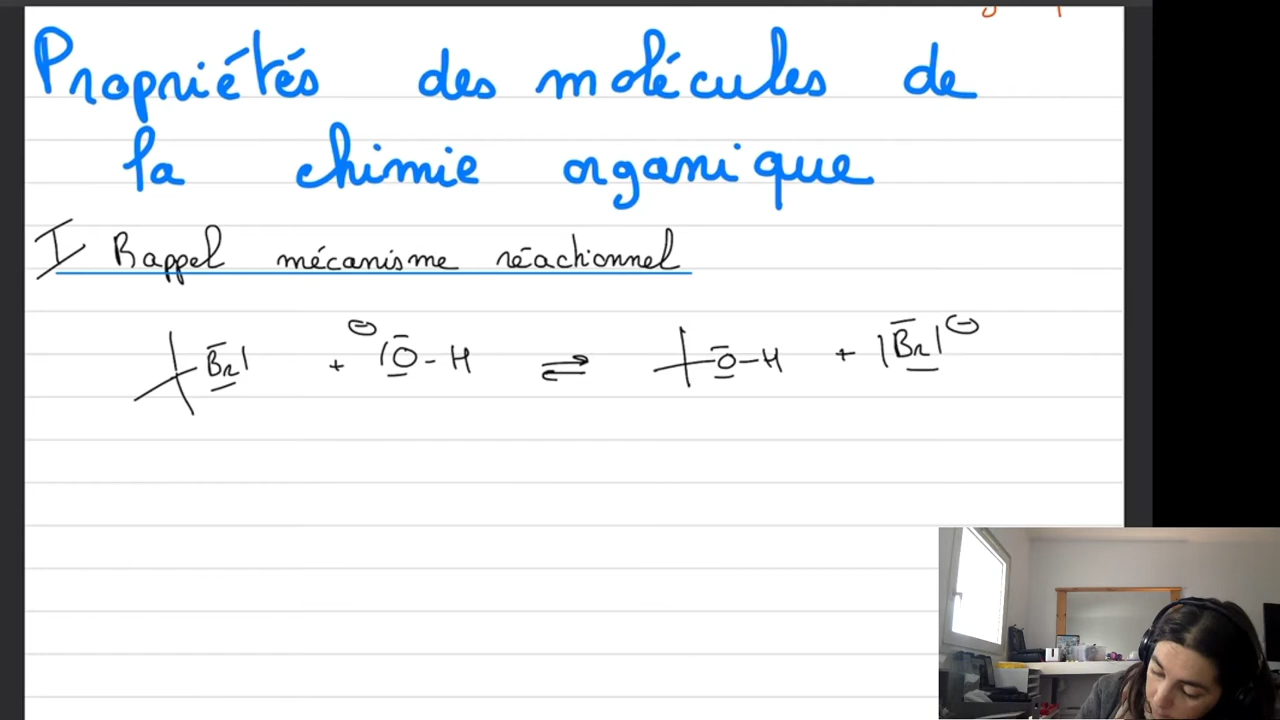 Propriétés des molécules de
la chimie organique
I Rappel mécanisme réactionnel
Br + ⊖ O - H ⇌ O - H + Br ⊖